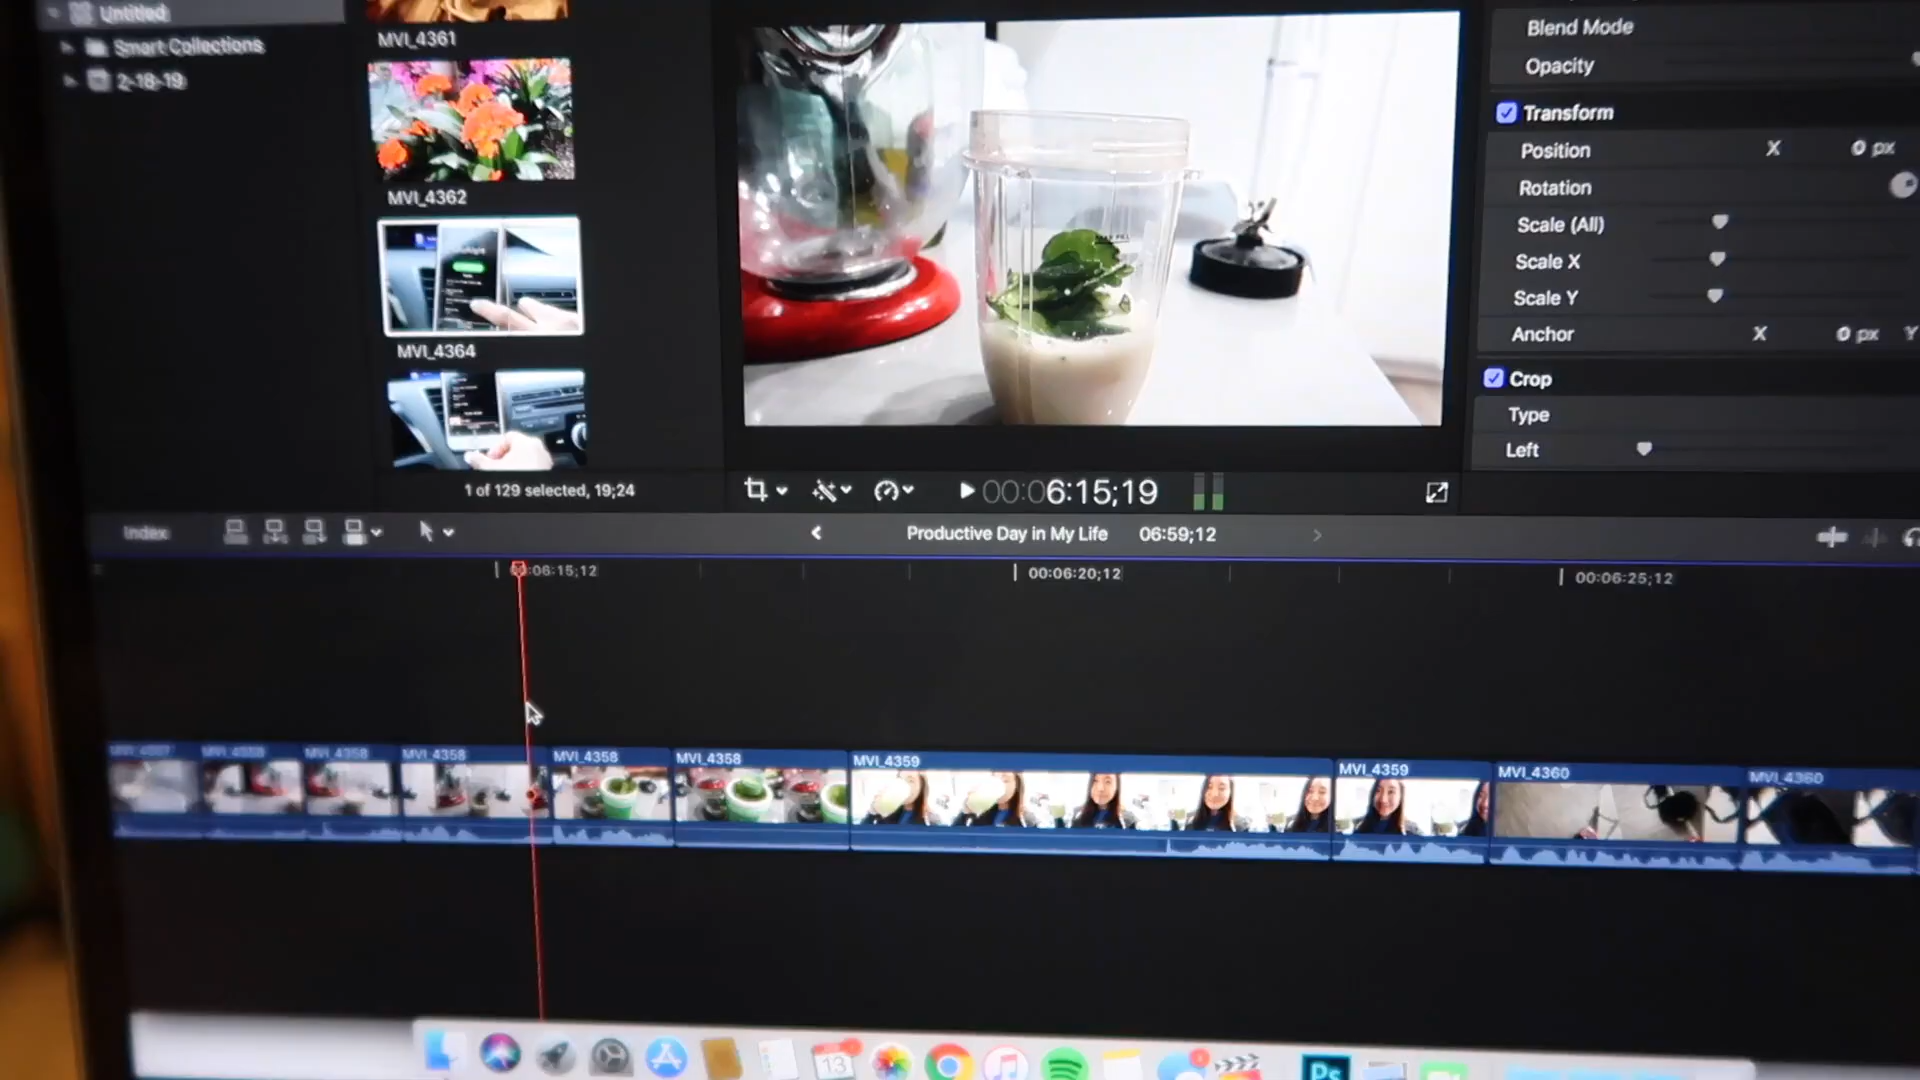 Untitled
Smart Collections
2-18-19
MVI_4361
MVI_4362
MVI_4364
1 of 129 selected, 19;24
00:06:15;19
Blend Mode
Opacity
Transform
Position X 0 px
Rotation
Scale (All)
Scale X
Scale Y
Anchor X 0 px Y
Crop
Type
Left
Index
Productive Day in My Life 06:59;12
00:06:15;12
00:06:20;12
00:06:25;12
MVI_4358
MVI_4358
MVI_4358
MVI_4358
MVI_4358
MVI_4359
MVI_4359
MVI_4360
MVI_4360
13
Ps